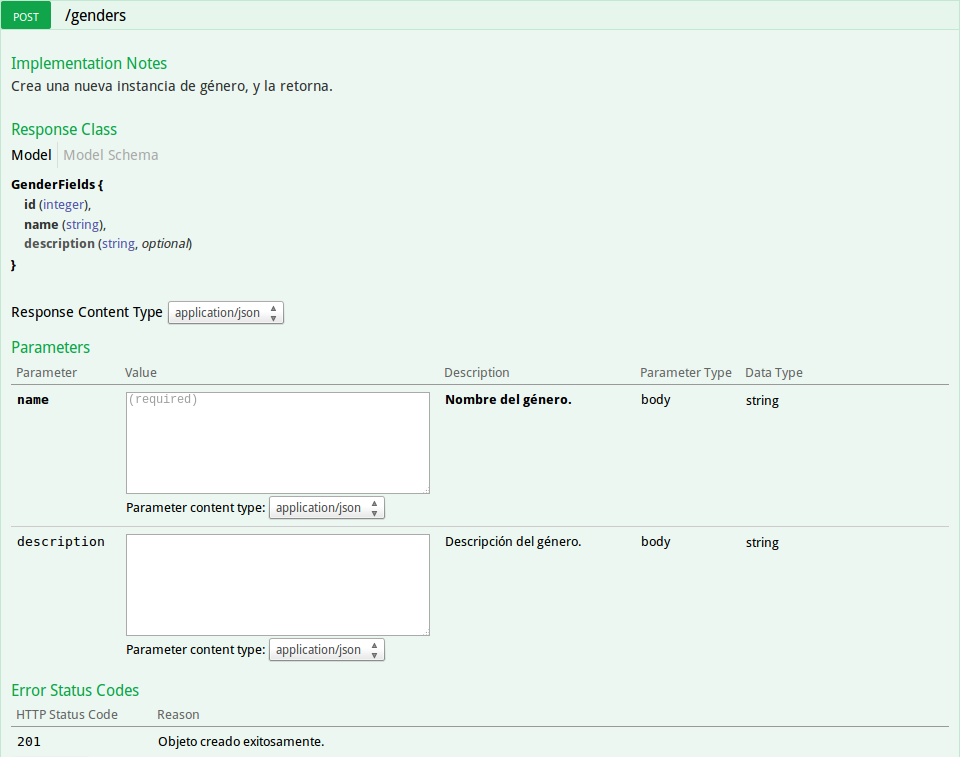 POST /genders
Implementation Notes
Crea una nueva instancia de género, y la retorna.
Response Class
Model Model Schema
GenderFields {
id (integer),
name (string),
description (string, optional)
}
Response Content Type application/json
Parameters
Parameter Value Description Parameter Type Data Type
name (required) Nombre del género. body string
Parameter content type: application/json
description Descripción del género. body string
Parameter content type: application/json
Error Status Codes
HTTP Status Code Reason
201 Objeto creado exitosamente.